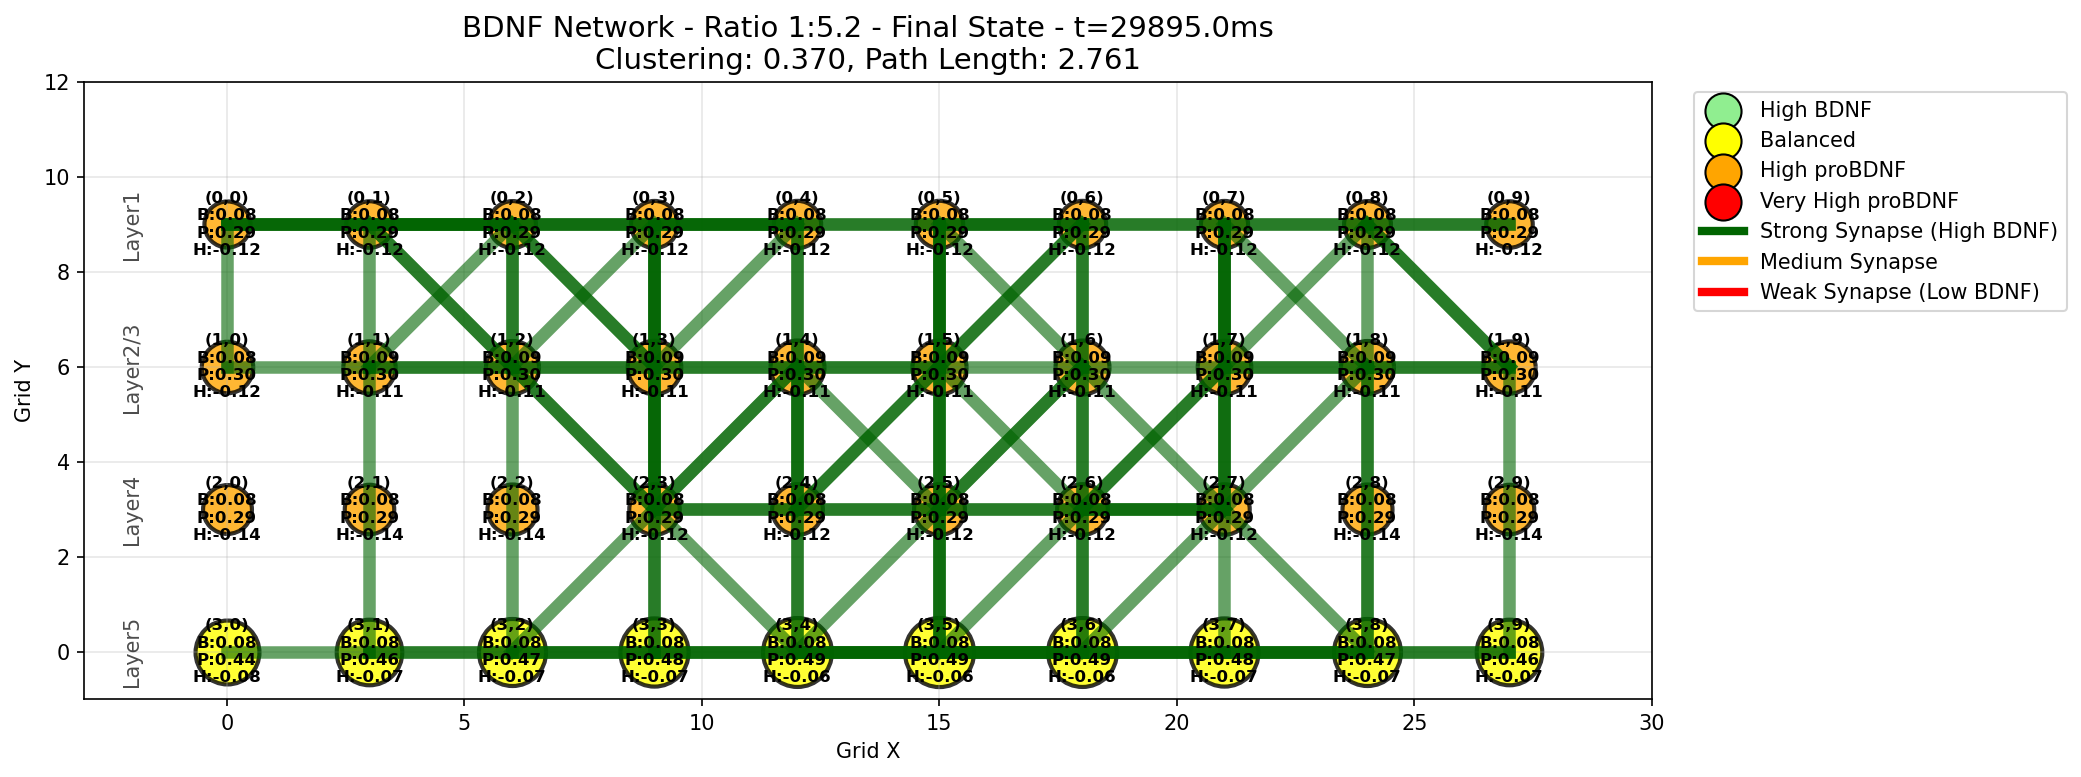 BDNF Network - Ratio 1:5.2 - Final State - t=29895.0ms
Clustering: 0.370, Path Length: 2.761
12
10
8
6
4
2
0
Grid Y
Layer1
Layer2/3
Layer4
Layer5
(0,0) (0,1) (0,2) (0,3) (0,4) (0,5) (0,6) (0,7) (0,8) (0,9)
B:0.08 B:0.08 B:0.08 B:0.08 B:0.08 B:0.08 B:0.08 B:0.08 B:0.08 B:0.08
P:0.29 P:0.29 P:0.29 P:0.29 P:0.29 P:0.29 P:0.29 P:0.29 P:0.29 P:0.29
H:-0.12 H:-0.12 H:-0.12 H:-0.12 H:-0.12 H:-0.12 H:-0.12 H:-0.12 H:-0.12 H:-0.12
(1,0) (1,1) (1,2) (1,3) (1,4) (1,5) (1,6) (1,7) (1,8) (1,9)
B:0.08 B:0.09 B:0.09 B:0.09 B:0.09 B:0.09 B:0.09 B:0.09 B:0.09 B:0.09
P:0.30 P:0.30 P:0.30 P:0.30 P:0.30 P:0.30 P:0.30 P:0.30 P:0.30 P:0.30
H:-0.12 H:-0.11 H:-0.11 H:-0.11 H:-0.11 H:-0.11 H:-0.11 H:-0.11 H:-0.11 H:-0.11
(2,0) (2,1) (2,2) (2,3) (2,4) (2,5) (2,6) (2,7) (2,8) (2,9)
B:0.08 B:0.08 B:0.08 B:0.08 B:0.08 B:0.08 B:0.08 B:0.08 B:0.08 B:0.08
P:0.29 P:0.29 P:0.29 P:0.29 P:0.29 P:0.29 P:0.29 P:0.29 P:0.29 P:0.29
H:-0.14 H:-0.14 H:-0.14 H:-0.12 H:-0.12 H:-0.12 H:-0.12 H:-0.12 H:-0.14 H:-0.14
(3,0) (3,1) (3,2) (3,3) (3,4) (3,5) (3,6) (3,7) (3,8) (3,9)
B:0.08 B:0.08 B:0.08 B:0.08 B:0.08 B:0.08 B:0.08 B:0.08 B:0.08 B:0.08
P:0.44 P:0.46 P:0.47 P:0.48 P:0.49 P:0.49 P:0.49 P:0.48 P:0.47 P:0.46
H:-0.08 H:-0.07 H:-0.07 H:-0.07 H:-0.06 H:-0.06 H:-0.06 H:-0.07 H:-0.07 H:-0.07
0 5 10 15 20 25 30
Grid X
High BDNF
Balanced
High proBDNF
Very High proBDNF
Strong Synapse (High BDNF)
Medium Synapse
Weak Synapse (Low BDNF)